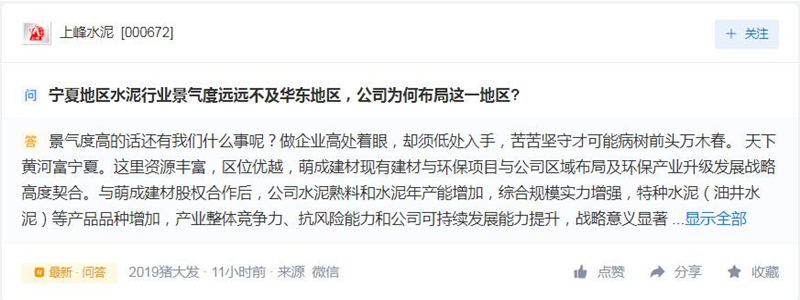 上峰水泥 [000672]
+ 关注
问 宁夏地区水泥行业景气度远远不及华东地区，公司为何布局这一地区?
答 景气度高的话还有我们什么事呢？做企业高处着眼，却须低处入手，苦苦坚守才可能病树前头万木春。 天下
黄河富宁夏。这里资源丰富，区位优越，萌成建材现有建材与环保项目与公司区域布局及环保产业升级发展战略
高度契合。与萌成建材股权合作后，公司水泥熟料和水泥年产能增加，综合规模实力增强，特种水泥（油井水
泥）等产品品种增加，产业整体竞争力、抗风险能力和公司可持续发展能力提升，战略意义显著 ...显示全部
N 最新 · 问答 2019猪大发 · 11小时前 · 来源 微信 点赞 分享 收藏